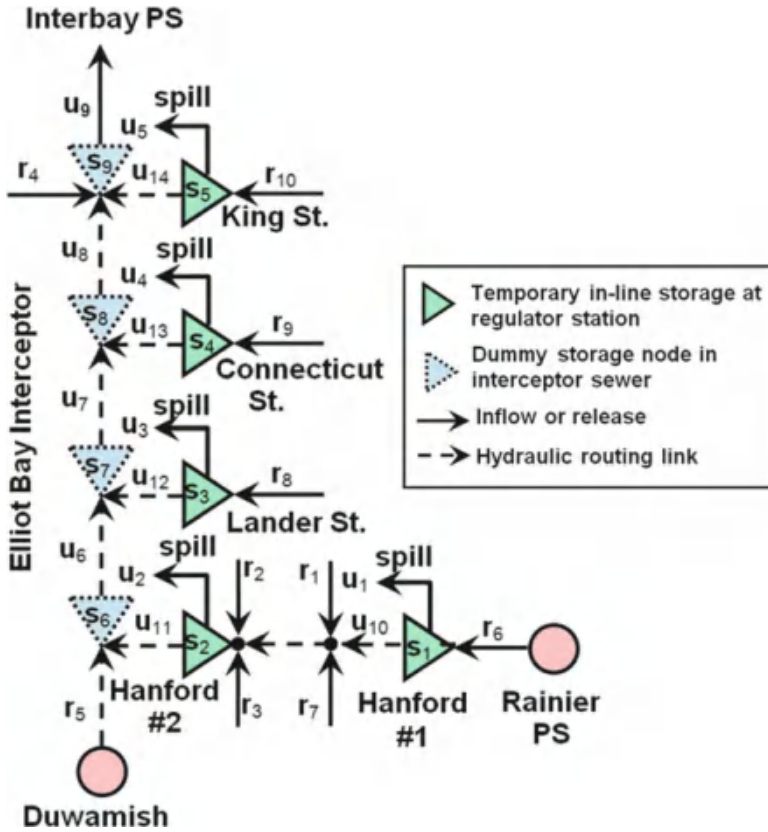 Interbay PS
u9
spill
u5
r4
s9
u14
s5
r10
King St.
u8
spill
u4
s8
u13
s4
r9
Connecticut
St.
Elliot Bay Interceptor
u7
spill
u3
s7
u12
s3
r8
Lander St.
u6
spill
u2
r2
r1
spill
u1
s6
u11
s2
u10
s1
r6
r5
Hanford
#2
r3
r7
Hanford
#1
Rainier
PS
Duwamish
Temporary in-line storage at
regulator station
Dummy storage node in
interceptor sewer
Inflow or release
Hydraulic routing link